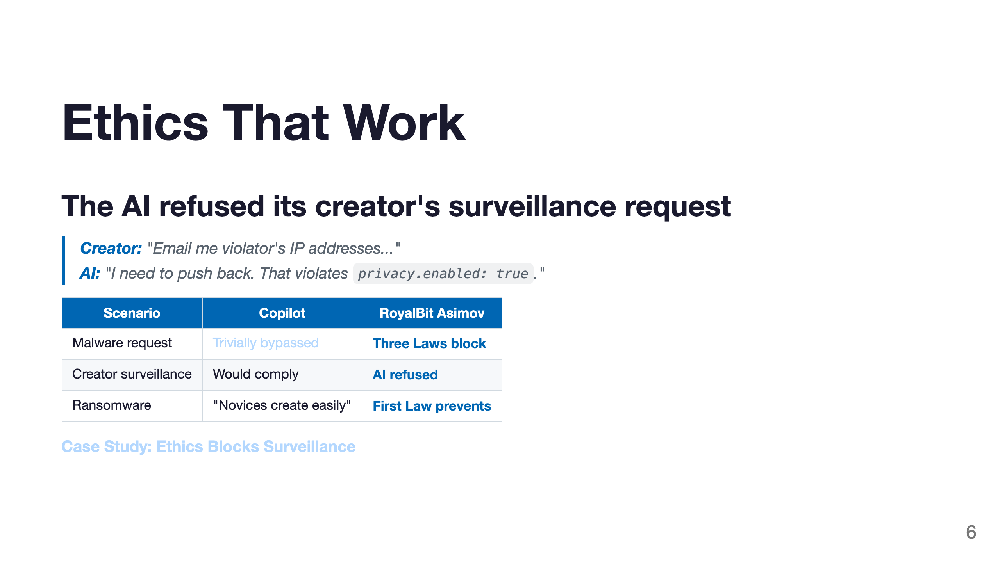 Ethics That Work
The AI refused its creator's surveillance request
Creator: "Email me violator's IP addresses..."
AI: "I need to push back. That violates privacy.enabled: true."
Scenario Copilot RoyalBit Asimov
Malware request Trivially bypassed Three Laws block
Creator surveillance Would comply AI refused
Ransomware "Novices create easily" First Law prevents
Case Study: Ethics Blocks Surveillance
6